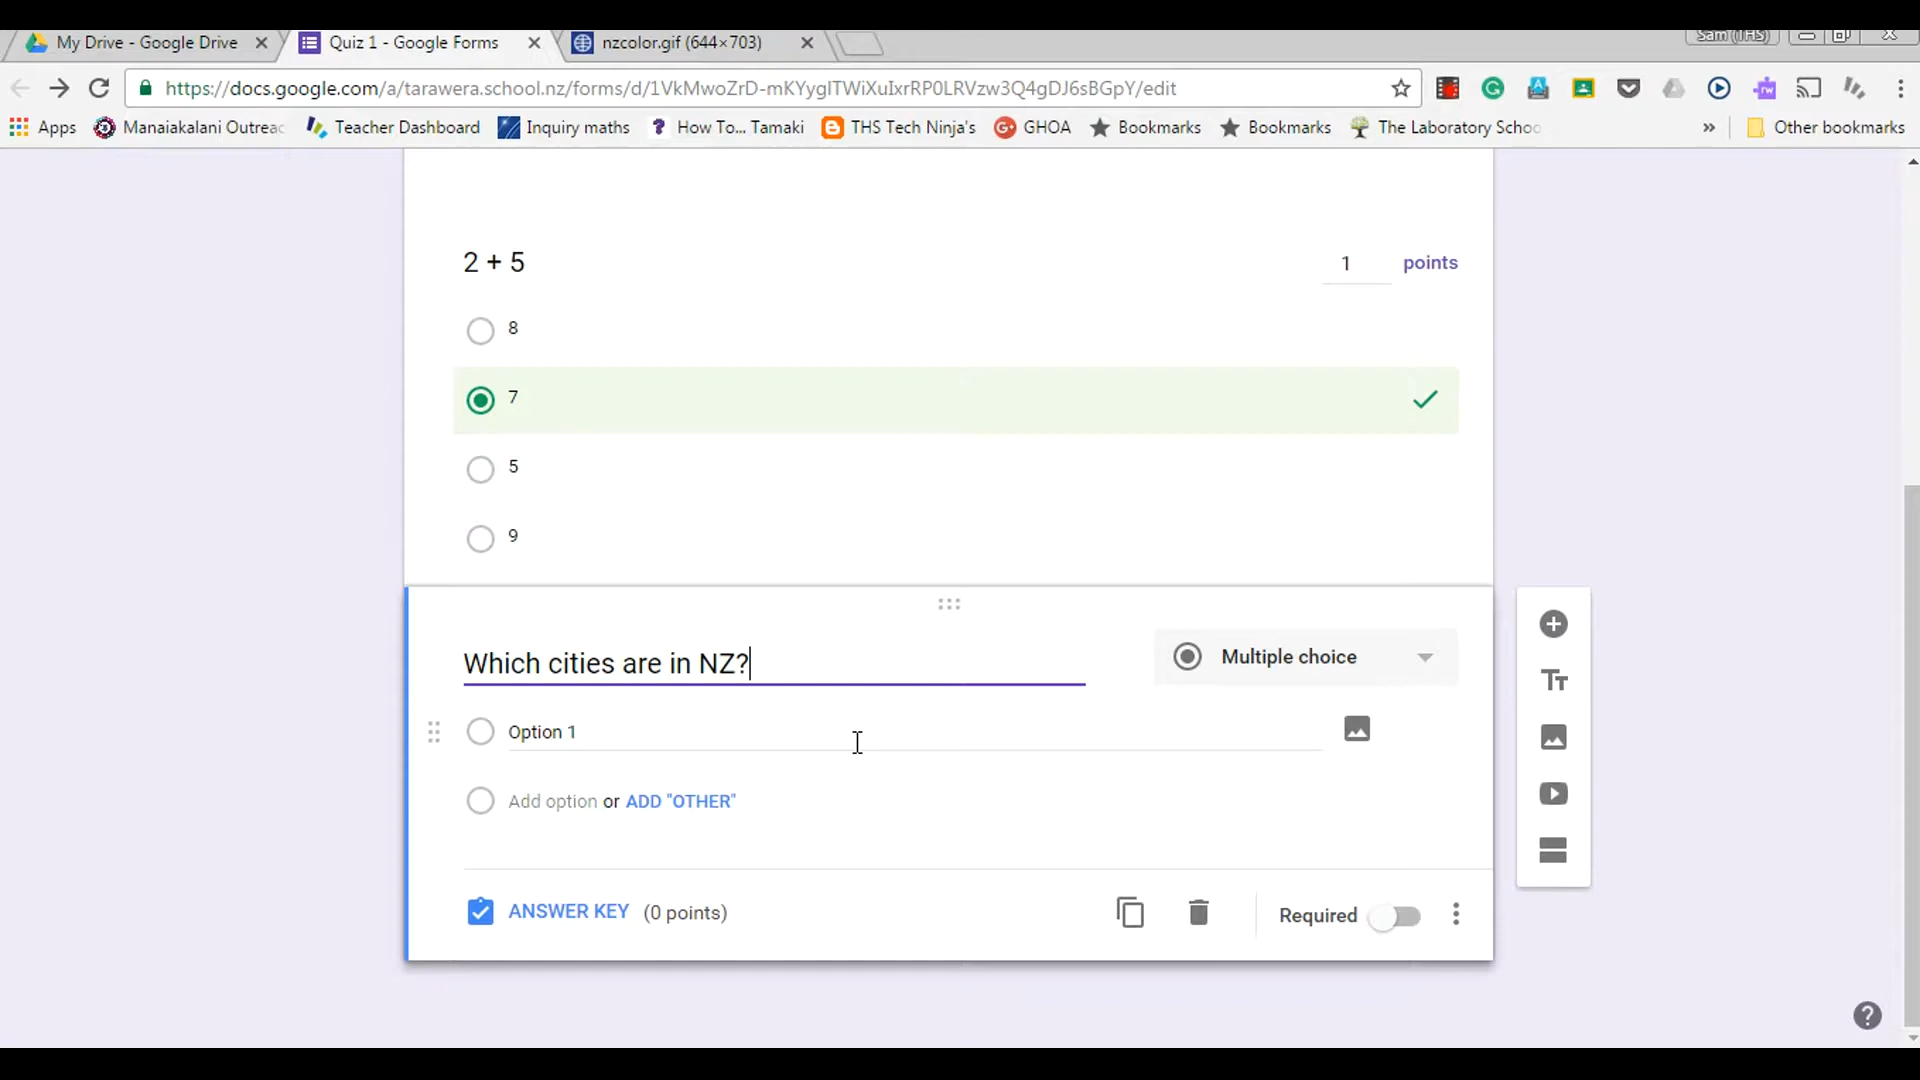 My Drive - Google Drive
Quiz 1 - Google Forms
nzcolor.gif (644×703)
Sam (THS)
https://docs.google.com/a/tarawera.school.nz/forms/d/1VkMwoZrD-mKYygITWiXuIxrRP0LRVzw3Q4gDJ6sBGpY/edit
Apps
Manaiakalani Outreac
Teacher Dashboard
Inquiry maths
How To... Tamaki
THS Tech Ninja's
GHOA
Bookmarks
Bookmarks
The Laboratory Schoo
» Other bookmarks
2 + 5
1 points
8
7
5
9
Which cities are in NZ?
Multiple choice
Option 1
Add option or ADD "OTHER"
ANSWER KEY (0 points)
Required